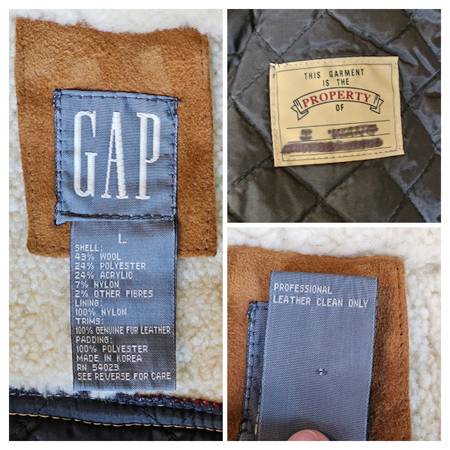 GAP
L
SHELL:
43% WOOL
24% POLYESTER
24% ACRYLIC
7% NYLON
2% OTHER FIBRES
LINING:
100% NYLON
TRIMS:
100% GENUINE FUR LEATHER
PADDING:
100% POLYESTER
MADE IN KOREA
RN 54023
SEE REVERSE FOR CARE
THIS GARMENT
IS THE
PROPERTY
OF
PROFESSIONAL
LEATHER CLEAN ONLY